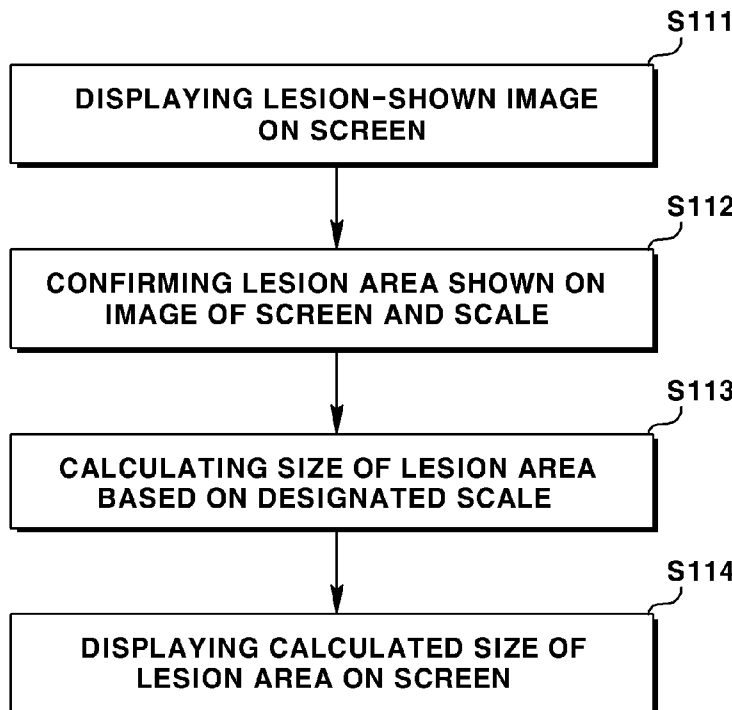 S111
DISPLAYING LESION-SHOWN IMAGE
ON SCREEN
S112
CONFIRMING LESION AREA SHOWN ON
IMAGE OF SCREEN AND SCALE
S113
CALCULATING SIZE OF LESION AREA
BASED ON DESIGNATED SCALE
S114
DISPLAYING CALCULATED SIZE OF
LESION AREA ON SCREEN